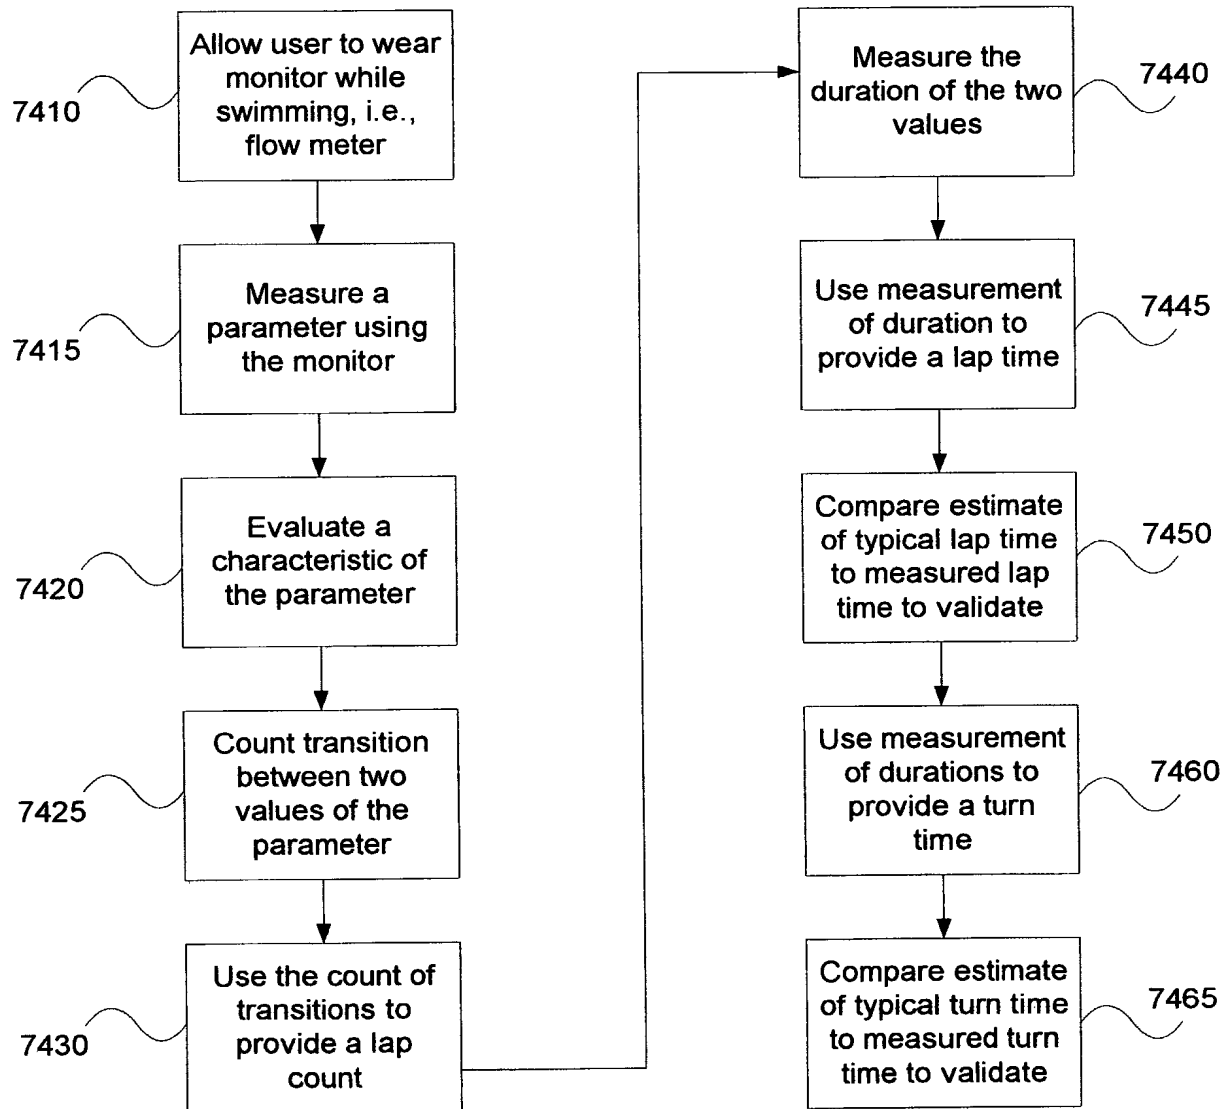 Allow user to wear
monitor while
swimming, i.e.,
flow meter
7410
Measure a
parameter using
the monitor
7415
Evaluate a
characteristic of
the parameter
7420
Count transition
between two
values of the
parameter
7425
Use the count of
transitions to
provide a lap
count
7430
Measure the
duration of the two
values
7440
Use measurement
of duration to
provide a lap time
7445
Compare estimate
of typical lap time
to measured lap
time to validate
7450
Use measurement
of durations to
provide a turn
time
7460
Compare estimate
of typical turn time
to measured turn
time to validate
7465